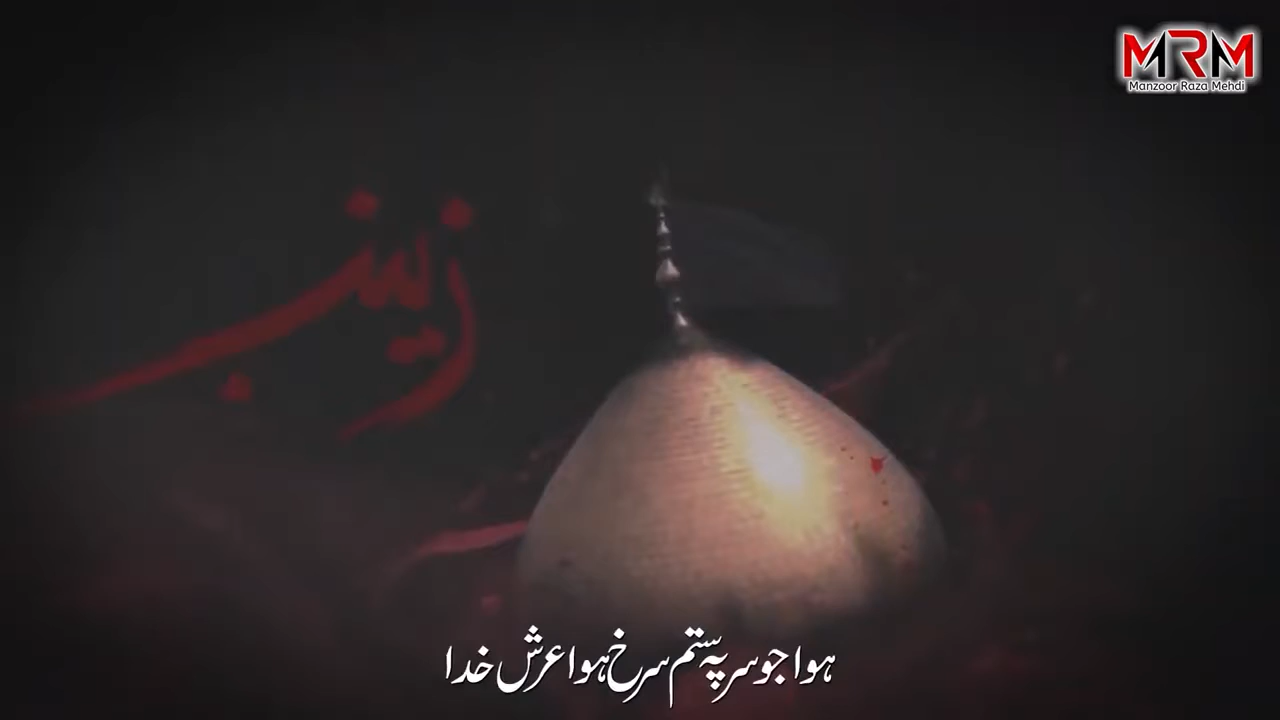 MRM
Manzoor Raza Mehdi
زینب
ہوا جو سر پہ ستم سرخ ہوا عرش خدا